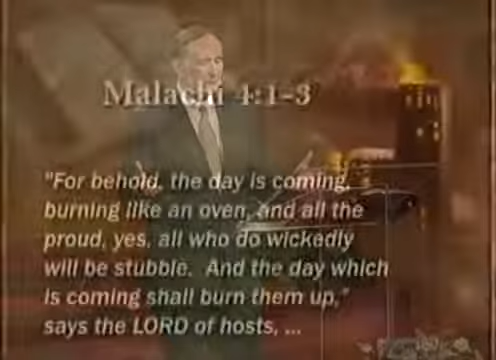 Malachi 4:1-3
"For behold, the day is coming,
burning like an oven, and all the
proud, yes, all who do wickedly
will be stubble. And the day which
is coming shall burn them up,"
says the LORD of hosts, ...